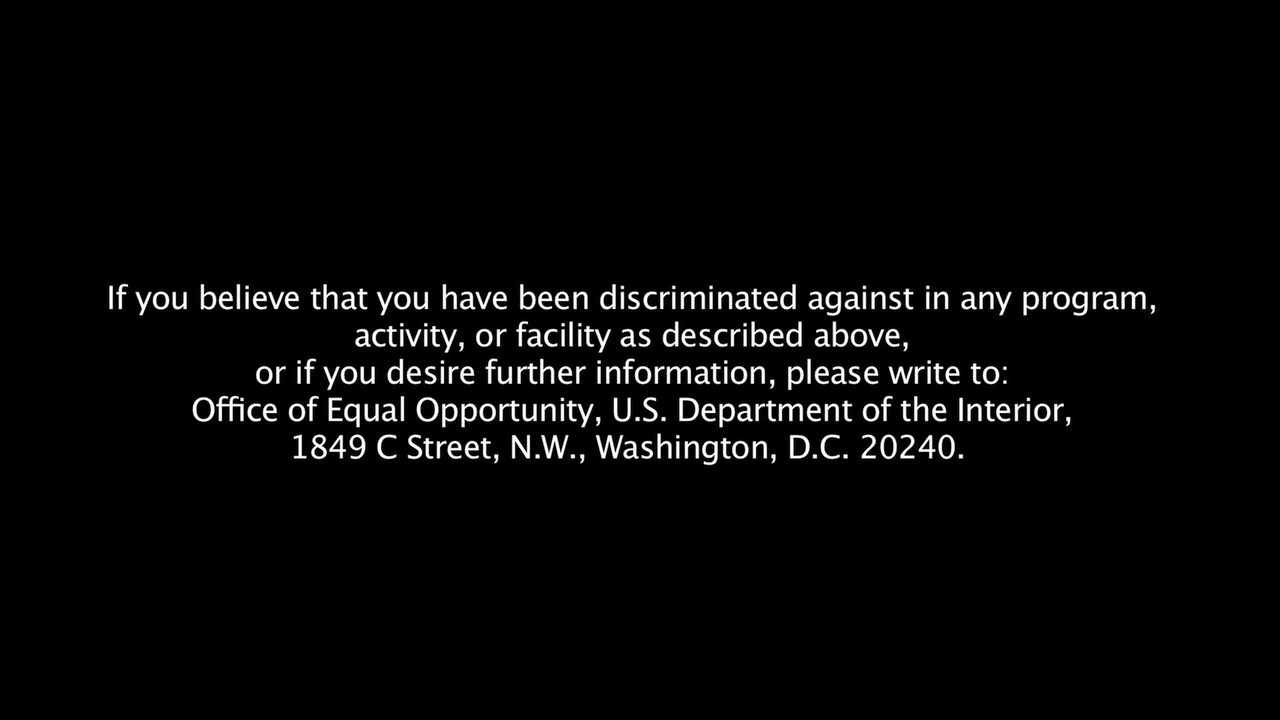 If you believe that you have been discriminated against in any program,
activity, or facility as described above,
or if you desire further information, please write to:
Office of Equal Opportunity, U.S. Department of the Interior,
1849 C Street, N.W., Washington, D.C. 20240.